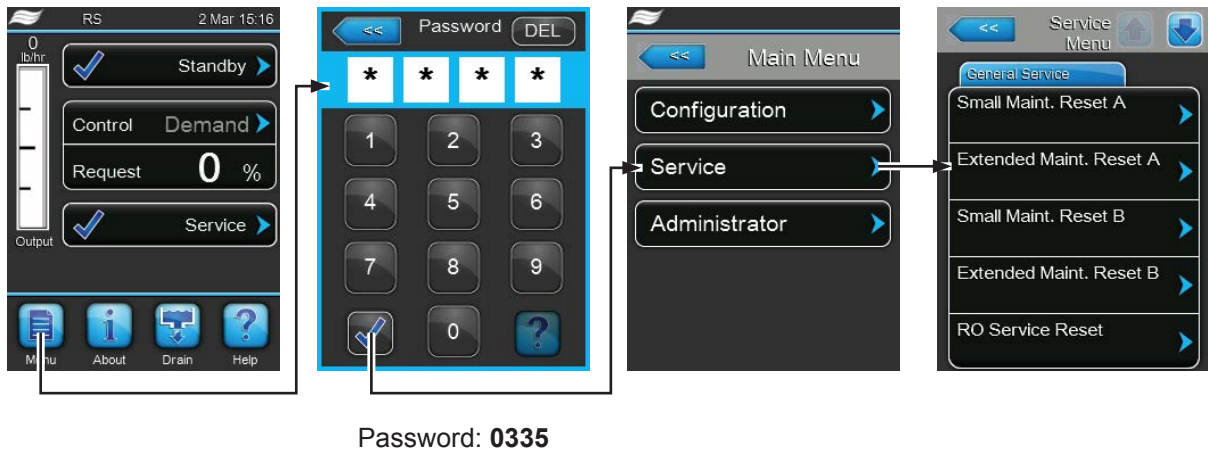 RS 2 Mar 15:16
0
lb/hr
Standby
Control Demand
Request 0 %
Service
Output
Menu About Drain Help
<< Password DEL
* * * *
1 2 3
4 5 6
7 8 9
0 ?
<< Main Menu
Configuration
Service
Administrator
<< Service
Menu
General Service
Small Maint. Reset A
Extended Maint. Reset A
Small Maint. Reset B
Extended Maint. Reset B
RO Service Reset
Password: 0335